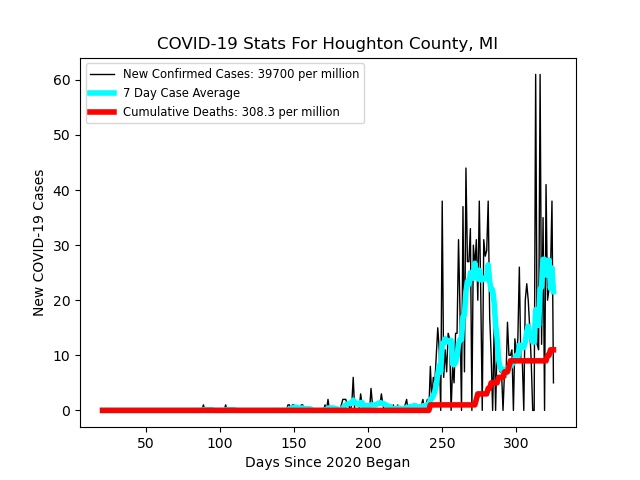 COVID-19 Stats For Houghton County, MI
New Confirmed Cases: 39700 per million
7 Day Case Average
Cumulative Deaths: 308.3 per million
New COVID-19 Cases
60
50
40
30
20
10
0
50 100 150 200 250 300
Days Since 2020 Began